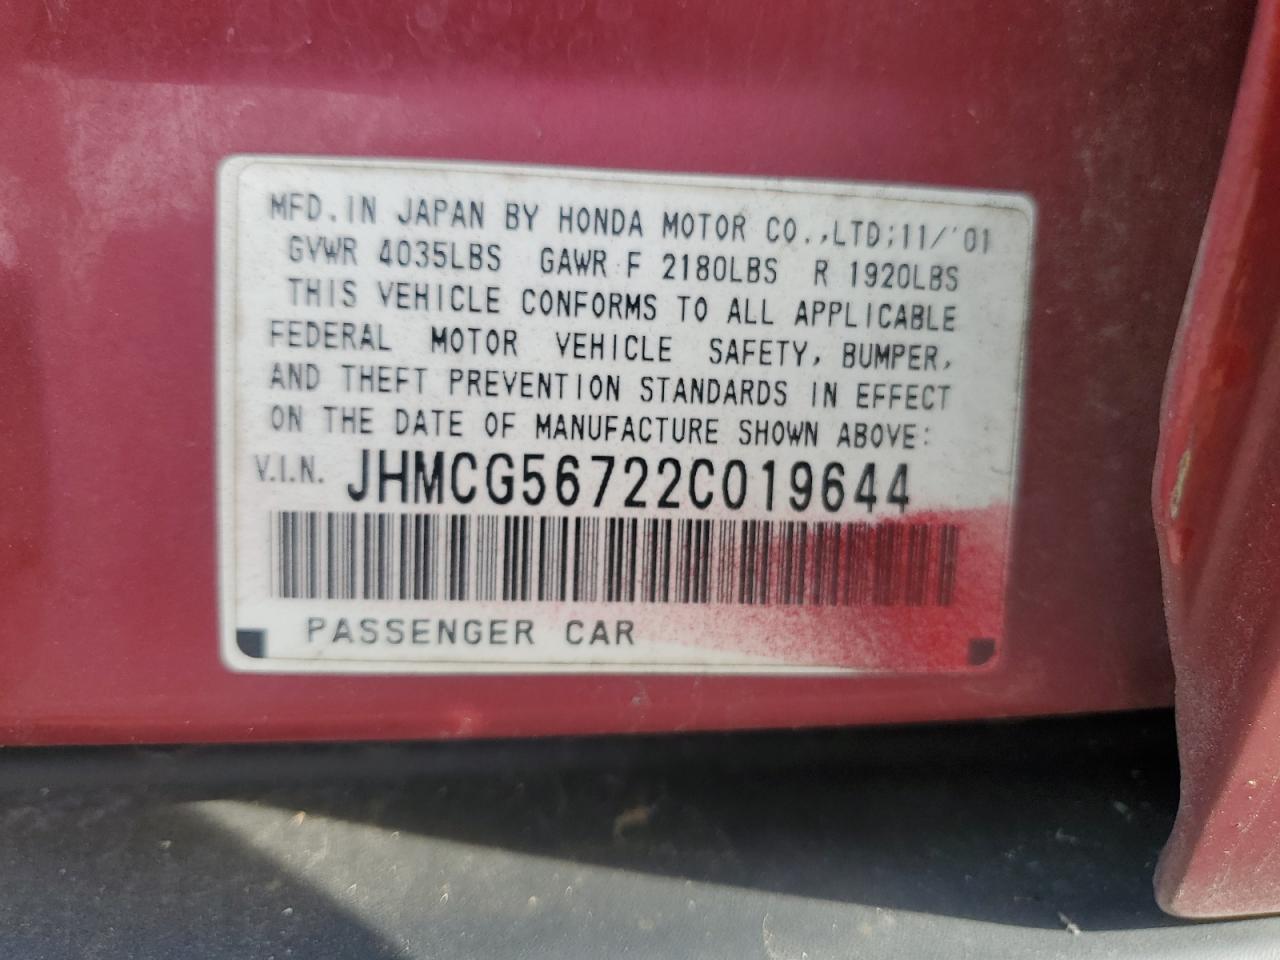 MFD.IN JAPAN BY HONDA MOTOR CO.,LTD;11/'01
GVWR 4035LBS GAWR F 2180LBS R 1920LBS
THIS VEHICLE CONFORMS TO ALL APPLICABLE
FEDERAL MOTOR VEHICLE SAFETY, BUMPER,
AND THEFT PREVENTION STANDARDS IN EFFECT
ON THE DATE OF MANUFACTURE SHOWN ABOVE:
V.I.N. JHMCG56722C019644
PASSENGER CAR